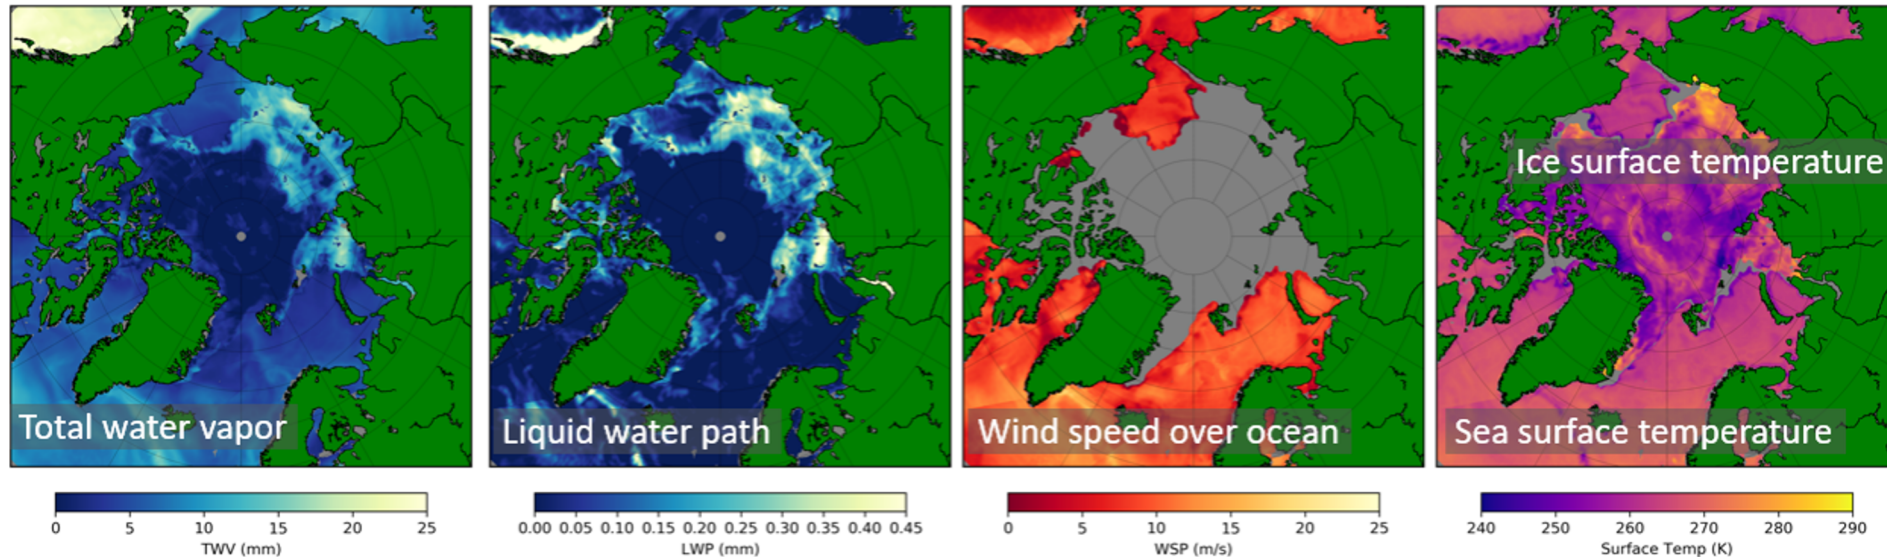 Ice surface temperature
Total water vapor
Liquid water path
Wind speed over ocean
Sea surface temperature
0 5 10 15 20 25
TWV (mm)
0.00 0.05 0.10 0.15 0.20 0.25 0.30 0.35 0.40 0.45
LWP (mm)
0 5 10 15 20 25
WSP (m/s)
240 250 260 270 280 290
Surface Temp (K)